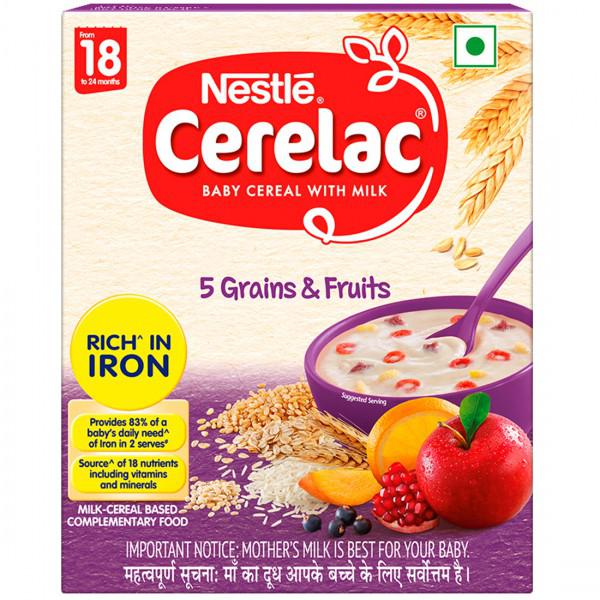 From
18
to 24 months
Nestlé®
Cerelac®
BABY CEREAL WITH MILK
5 Grains & Fruits
RICH^ IN
IRON
Provides 83% of a
baby's daily need^
of Iron in 2 serves#
Source^ of 18 nutrients
including vitamins
and minerals
MILK-CEREAL BASED
COMPLEMENTARY FOOD
Suggested Serving
IMPORTANT NOTICE: MOTHER'S MILK IS BEST FOR YOUR BABY.
महत्वपूर्ण सूचना: माँ का दूध आपके बच्चे के लिए सर्वोत्तम है।